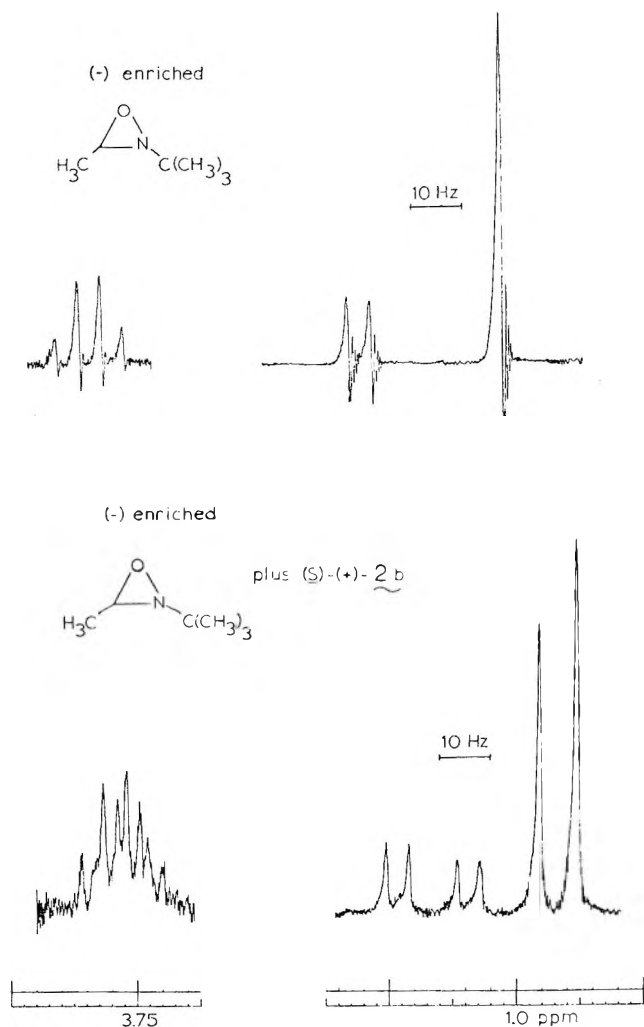 (-) enriched
O
N
H₃C
C(CH₃)₃
10 Hz
(-) enriched
O
N
H₃C
C(CH₃)₃
plus (S)-(+)-2b
10 Hz
3.75
1.0 ppm